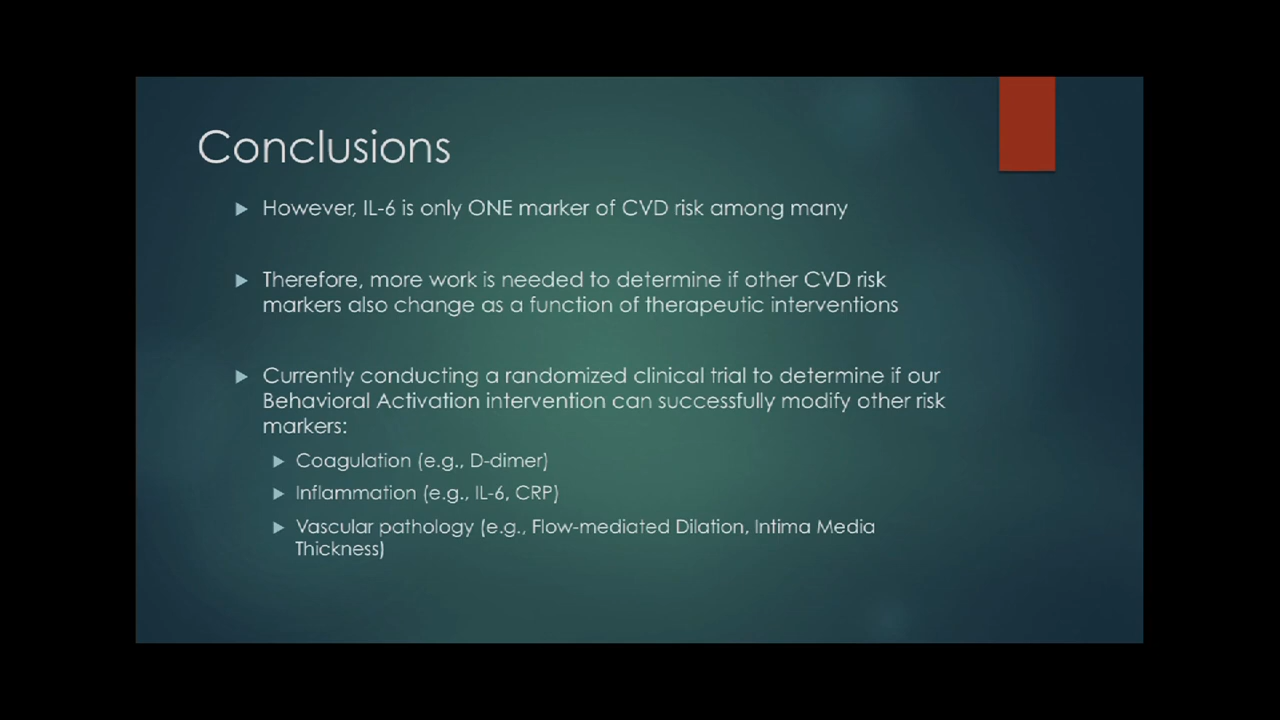 Conclusions
However, IL-6 is only ONE marker of CVD risk among many
Therefore, more work is needed to determine if other CVD risk
markers also change as a function of therapeutic interventions
Currently conducting a randomized clinical trial to determine if our
Behavioral Activation intervention can successfully modify other risk
markers:
Coagulation (e.g., D-dimer)
Inflammation (e.g., IL-6, CRP)
Vascular pathology (e.g., Flow-mediated Dilation, Intima Media
Thickness)